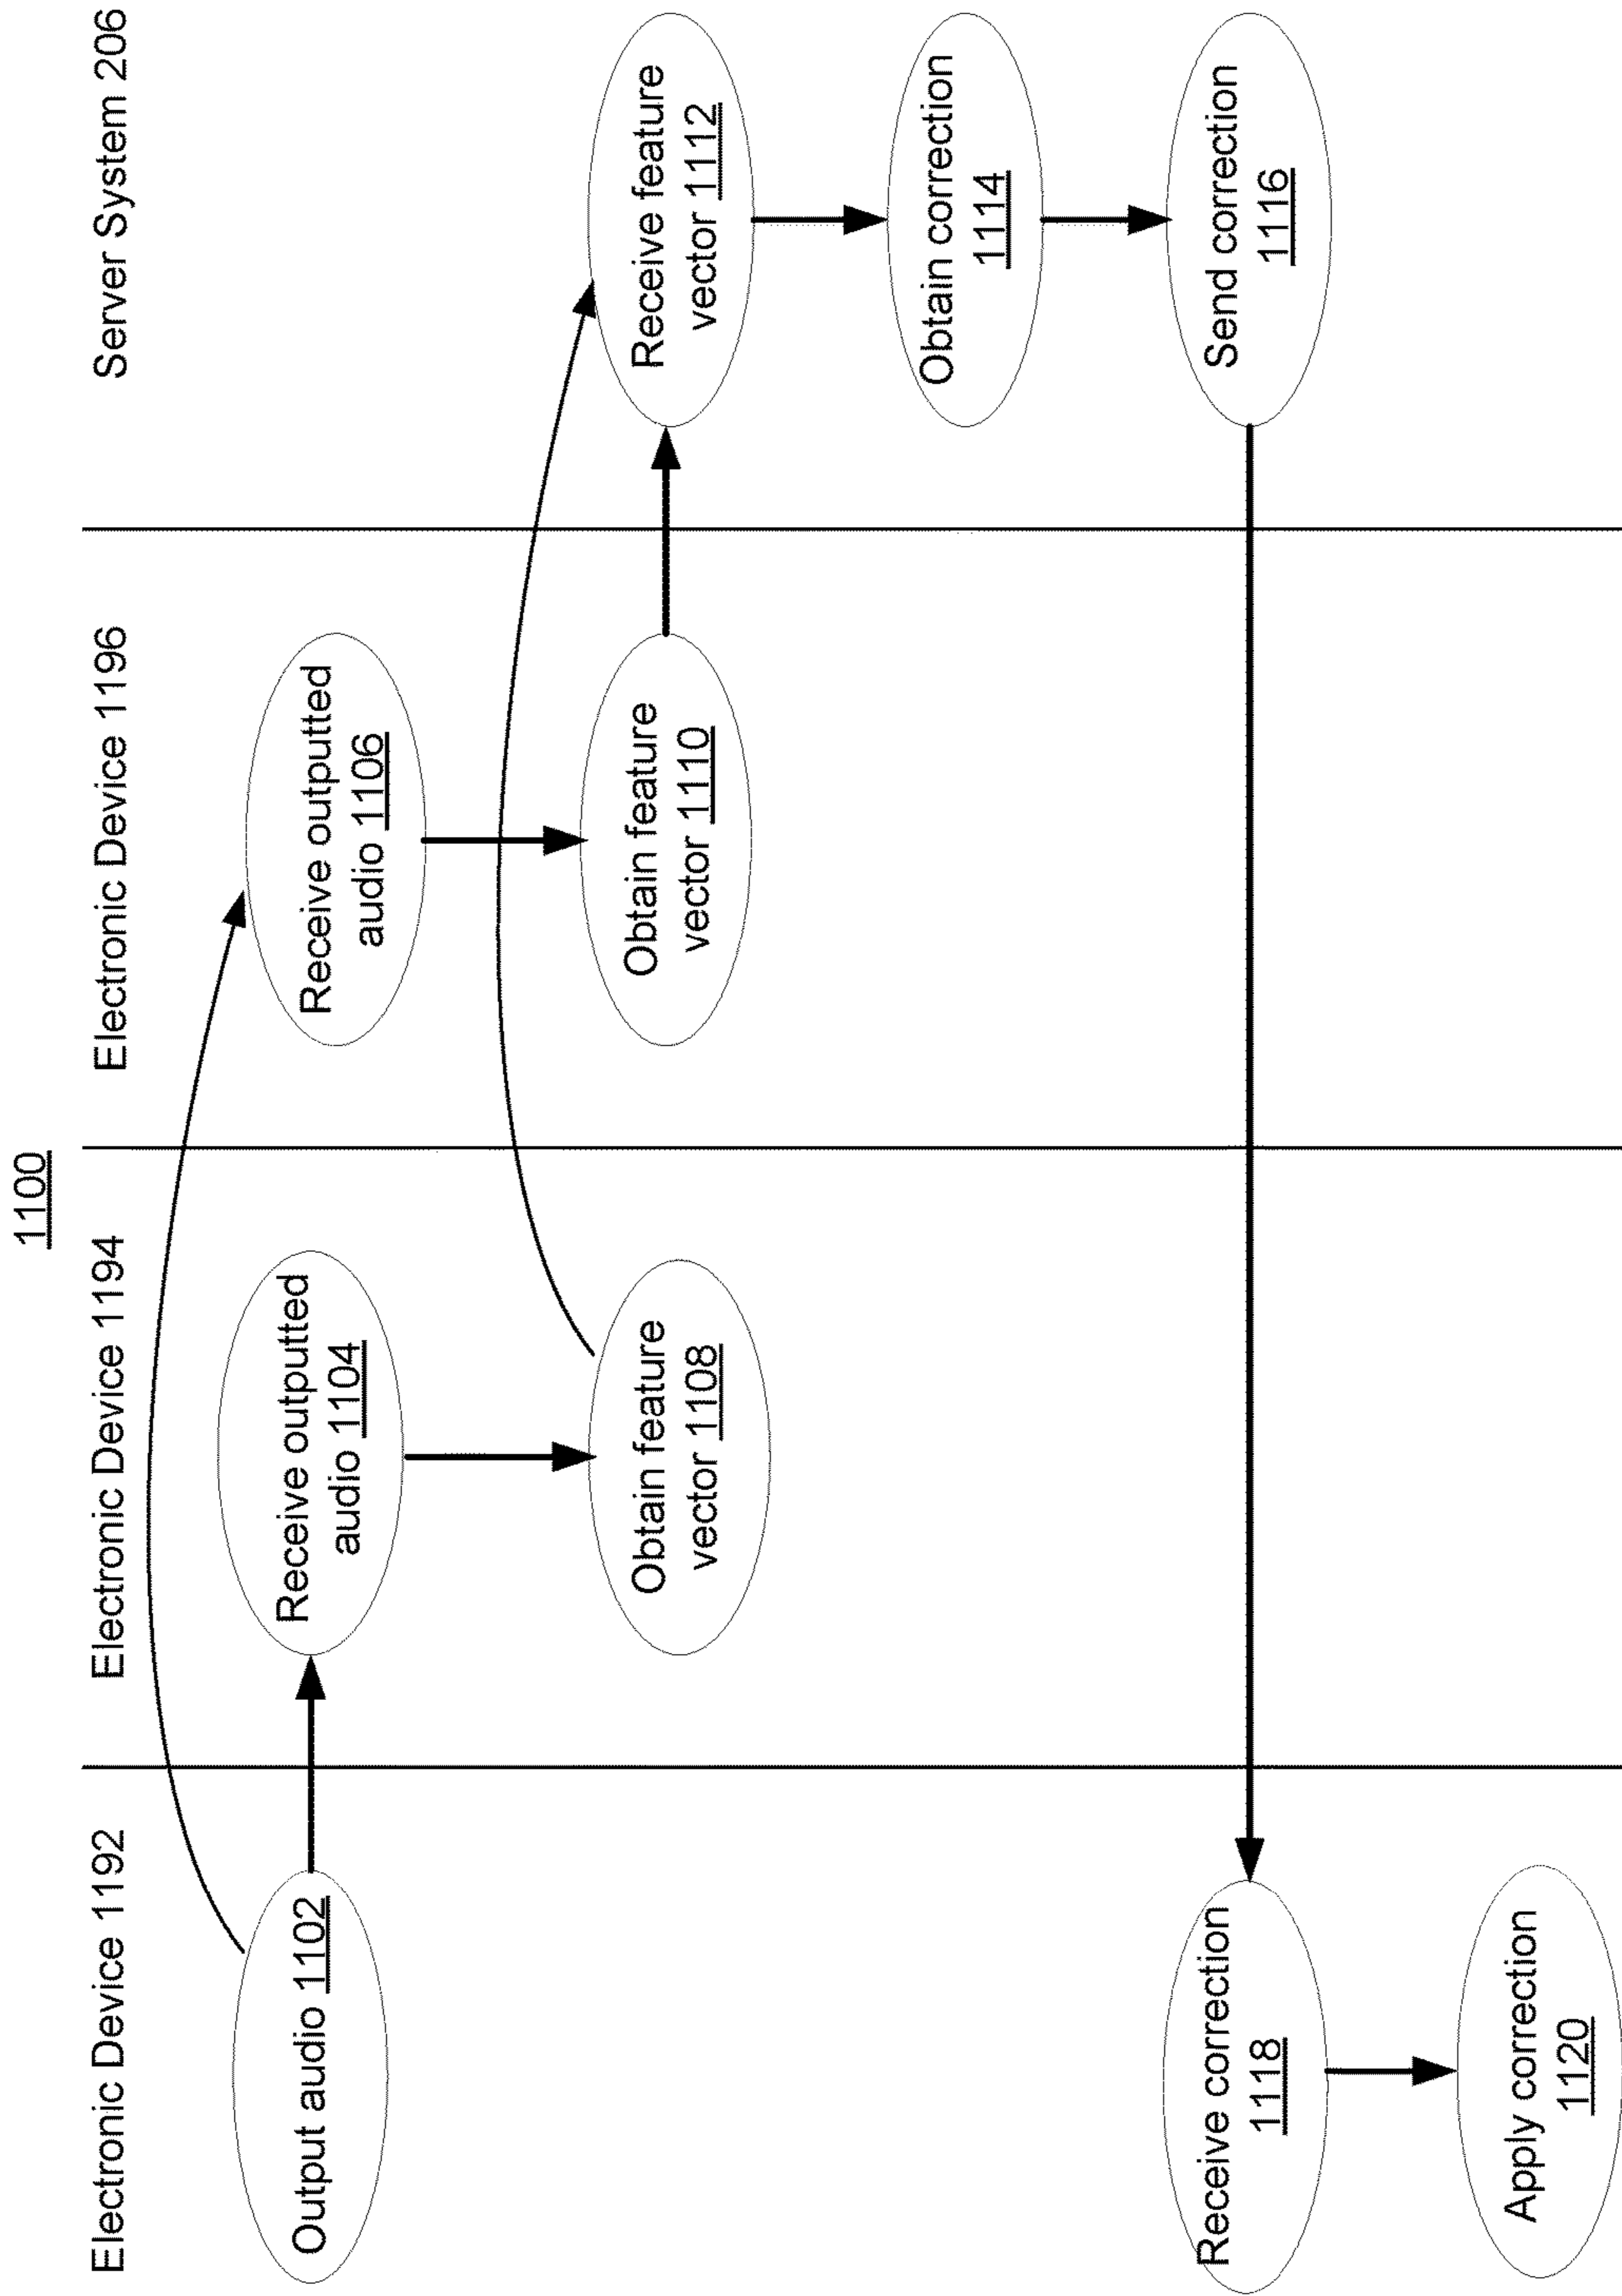 1100
Electronic Device 1192
Electronic Device 1194
Electronic Device 1196
Server System 206
Output audio 1102
Receive outputted
audio 1104
Receive outputted
audio 1106
Obtain feature
vector 1108
Obtain feature
vector 1110
Receive feature
vector 1112
Obtain correction
1114
Send correction
1116
Receive correction
1118
Apply correction
1120